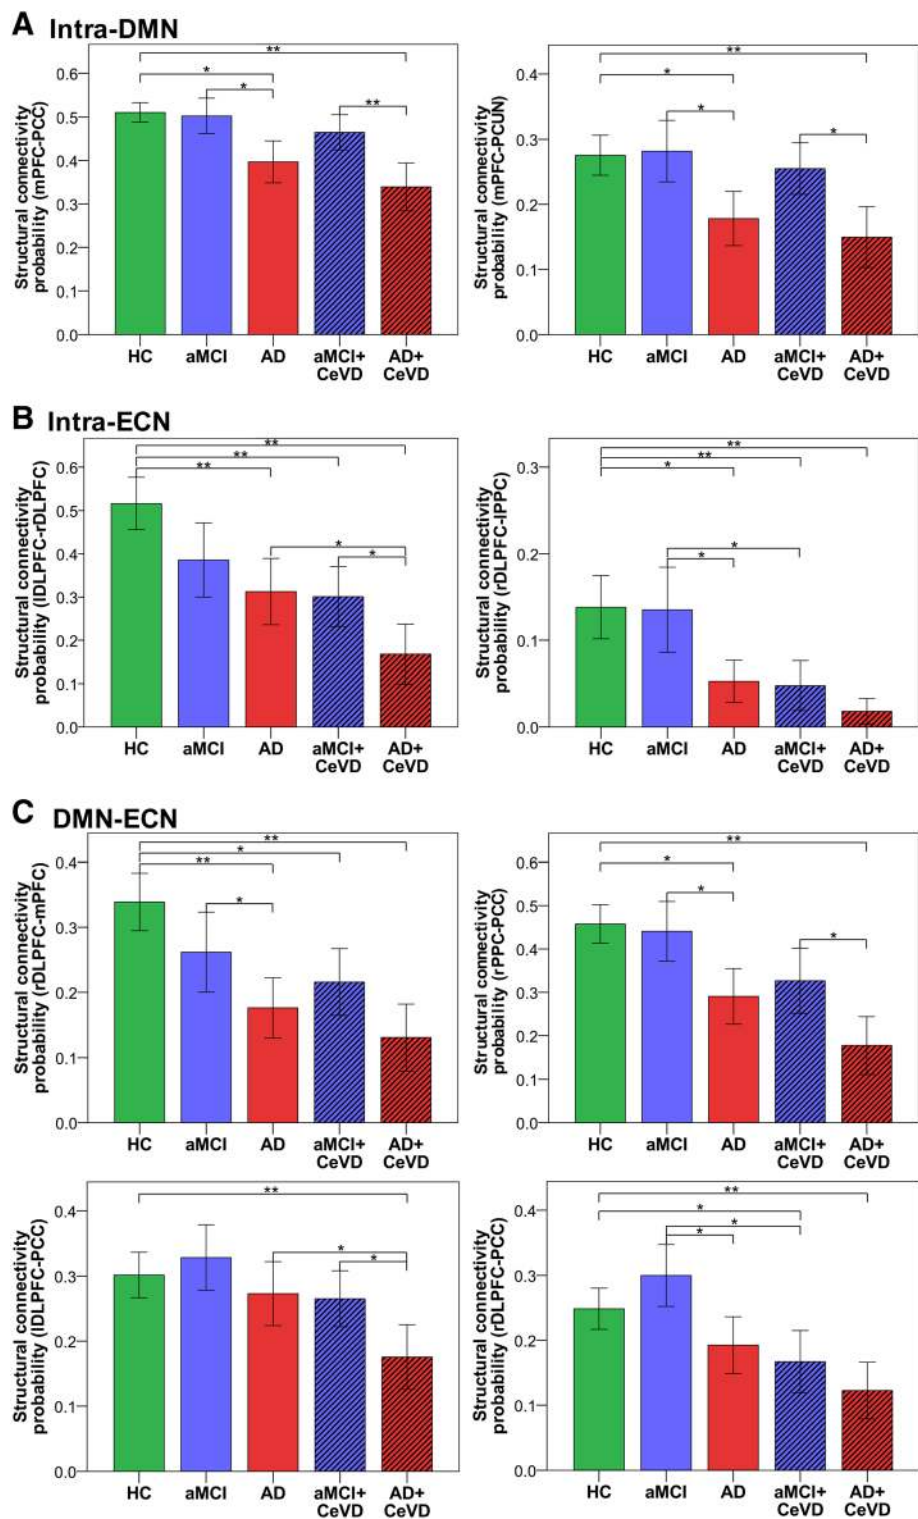 A Intra-DMN
Structural connectivity
probability (mPFC-PCC)
0.6
0.5
0.4
0.3
0.2
0.1
0.0
**
*
*
**
HC aMCI AD aMCI+ AD+
CeVD CeVD
Structural connectivity
probability (mPFC-PCUN)
0.4
0.3
0.2
0.1
0.0
**
*
*
*
HC aMCI AD aMCI+ AD+
CeVD CeVD
B Intra-ECN
Structural connectivity
probability (lDLPFC-rDLPFC)
0.6
0.5
0.4
0.3
0.2
0.1
0.0
**
**
**
*
*
HC aMCI AD aMCI+ AD+
CeVD CeVD
Structural connectivity
probability (rDLPFC-lPPC)
0.3
0.2
0.1
0.0
**
**
*
*
*
HC aMCI AD aMCI+ AD+
CeVD CeVD
C DMN-ECN
Structural connectivity
probability (rDLPFC-mPFC)
0.4
0.3
0.2
0.1
0.0
**
*
**
*
HC aMCI AD aMCI+ AD+
CeVD CeVD
Structural connectivity
probability (rPPC-PCC)
0.6
0.5
0.4
0.3
0.2
0.1
0.0
**
*
*
*
HC aMCI AD aMCI+ AD+
CeVD CeVD
Structural connectivity
probability (lDLPFC-PCC)
0.4
0.3
0.2
0.1
0.0
**
*
*
HC aMCI AD aMCI+ AD+
CeVD CeVD
Structural connectivity
probability (rDLPFC-PCC)
0.4
0.3
0.2
0.1
0.0
**
*
*
*
HC aMCI AD aMCI+ AD+
CeVD CeVD